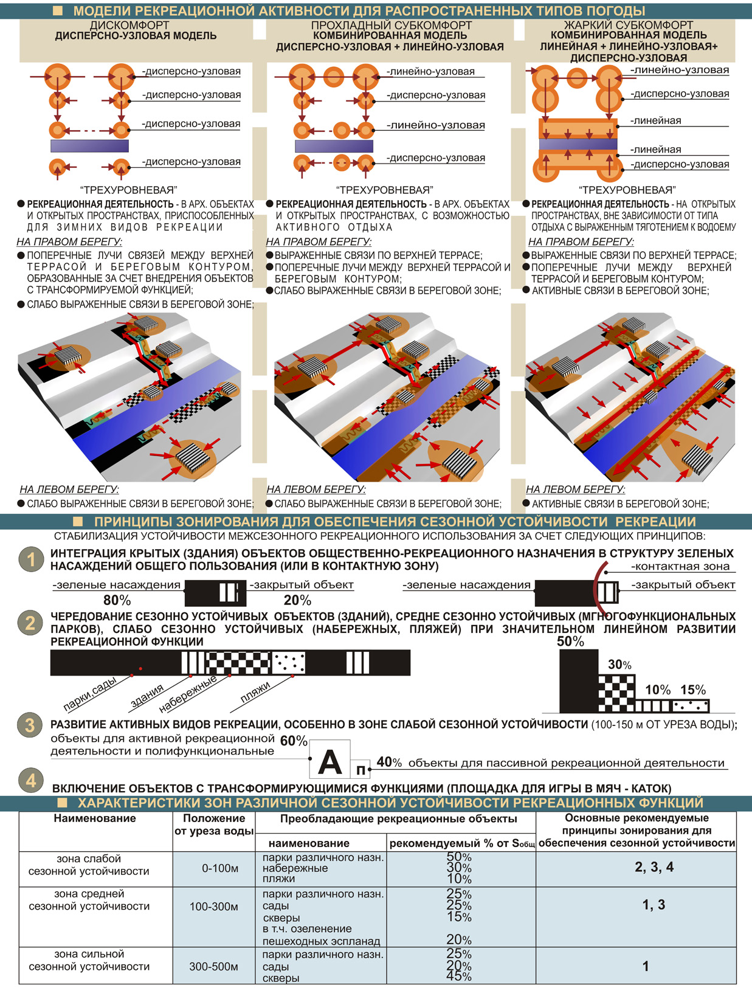 МОДЕЛИ РЕКРЕАЦИОННОЙ АКТИВНОСТИ ДЛЯ РАСПРОСТРАНЕННЫХ ТИПОВ ПОГОДЫ
ДИСКОМФОРТ
ДИСПЕРСНО-УЗЛОВАЯ МОДЕЛЬ
-дисперсно-узловая
-дисперсно-узловая
-дисперсно-узловая
-дисперсно-узловая
“ТРЕХУРОВНЕВАЯ”
● РЕКРЕАЦИОННАЯ ДЕЯТЕЛЬНОСТЬ - В АРХ. ОБЪЕКТАХ
И ОТКРЫТЫХ ПРОСТРАНСТВАХ, ПРИСПОСОБЛЕННЫХ
ДЛЯ ЗИМНИХ ВИДОВ РЕКРЕАЦИИ
НА ПРАВОМ БЕРЕГУ:
● ПОПЕРЕЧНЫЕ ЛУЧИ СВЯЗЕЙ МЕЖДУ ВЕРХНЕЙ
ТЕРРАСОЙ И БЕРЕГОВЫМ КОНТУРОМ,
ОБРАЗОВАННЫЕ ЗА СЧЕТ ВНЕДРЕНИЯ ОБЪЕКТОВ
С ТРАНСФОРМИРУЕМОЙ ФУНКЦИЕЙ;
● СЛАБО ВЫРАЖЕННЫЕ СВЯЗИ В БЕРЕГОВОЙ ЗОНЕ;
НА ЛЕВОМ БЕРЕГУ:
● СЛАБО ВЫРАЖЕННЫЕ СВЯЗИ В БЕРЕГОВОЙ ЗОНЕ;
ПРОХЛАДНЫЙ СУБКОМФОРТ
КОМБИНИРОВАННАЯ МОДЕЛЬ
ДИСПЕРСНО-УЗЛОВАЯ + ЛИНЕЙНО-УЗЛОВАЯ
-линейно-узловая
-дисперсно-узловая
-линейно-узловая
-дисперсно-узловая
“ТРЕХУРОВНЕВАЯ”
● РЕКРЕАЦИОННАЯ ДЕЯТЕЛЬНОСТЬ - В АРХ. ОБЪЕКТАХ
И ОТКРЫТЫХ ПРОСТРАНСТВАХ, С ВОЗМОЖНОСТЬЮ
АКТИВНОГО ОТДЫХА
НА ПРАВОМ БЕРЕГУ:
● ВЫРАЖЕННЫЕ СВЯЗИ ПО ВЕРХНЕЙ ТЕРРАСЕ;
● ПОПЕРЕЧНЫЕ ЛУЧИ МЕЖДУ ВЕРХНЕЙ ТЕРРАСОЙ И
БЕРЕГОВЫМ КОНТУРОМ;
● СЛАБО ВЫРАЖЕННЫЕ СВЯЗИ В БЕРЕГОВОЙ ЗОНЕ;
НА ЛЕВОМ БЕРЕГУ:
● СЛАБО ВЫРАЖЕННЫЕ СВЯЗИ В БЕРЕГОВОЙ ЗОНЕ;
ЖАРКИЙ СУБКОМФОРТ
КОМБИНИРОВАННАЯ МОДЕЛЬ
ЛИНЕЙНАЯ + ЛИНЕЙНО-УЗЛОВАЯ+
ДИСПЕРСНО-УЗЛОВАЯ
-линейно-узловая
-дисперсно-узловая
-линейная
-линейная
-дисперсно-узловая
“ТРЕХУРОВНЕВАЯ”
● РЕКРЕАЦИОННАЯ ДЕЯТЕЛЬНОСТЬ - НА ОТКРЫТЫХ
ПРОСТРАНСТВАХ, ВНЕ ЗАВИСИМОСТИ ОТ ТИПА
ОТДЫХА С ВЫРАЖЕННЫМ ТЯГОТЕНИЕМ К ВОДОЕМУ
НА ПРАВОМ БЕРЕГУ:
● ВЫРАЖЕННЫЕ СВЯЗИ ПО ВЕРХНЕЙ ТЕРРАСЕ;
● ПОПЕРЕЧНЫЕ ЛУЧИ МЕЖДУ ВЕРХНЕЙ
ТЕРРАСОЙ И БЕРЕГОВЫМ КОНТУРОМ;
● АКТИВНЫЕ СВЯЗИ В БЕРЕГОВОЙ ЗОНЕ;
НА ЛЕВОМ БЕРЕГУ:
● АКТИВНЫЕ СВЯЗИ В БЕРЕГОВОЙ ЗОНЕ;
ПРИНЦИПЫ ЗОНИРОВАНИЯ ДЛЯ ОБЕСПЕЧЕНИЯ СЕЗОННОЙ УСТОЙЧИВОСТИ РЕКРЕАЦИИ
СТАБИЛИЗАЦИЯ УСТОЙЧИВОСТИ МЕЖСЕЗОННОГО РЕКРЕАЦИОННОГО ИСПОЛЬЗОВАНИЯ ЗА СЧЕТ СЛЕДУЮЩИХ ПРИНЦИПОВ:
1 ИНТЕГРАЦИЯ КРЫТЫХ (ЗДАНИЯ) ОБЪЕКТОВ ОБЩЕСТВЕННО-РЕКРЕАЦИОННОГО НАЗНАЧЕНИЯ В СТРУКТУРУ ЗЕЛЕНЫХ
НАСАЖДЕНИЙ ОБЩЕГО ПОЛЬЗОВАНИЯ (ИЛИ В КОНТАКТНУЮ ЗОНУ)
-контактная зона
-зеленые насаждения -закрытый объект -зеленые насаждения -закрытый объект
80% 20%
2 ЧЕРЕДОВАНИЕ СЕЗОННО УСТОЙЧИВЫХ ОБЪЕКТОВ (ЗДАНИЙ), СРЕДНЕ СЕЗОННО УСТОЙЧИВЫХ (МГНОГОФУНКЦИОНАЛЬНЫХ
ПАРКОВ), СЛАБО СЕЗОННО УСТОЙЧИВЫХ (НАБЕРЕЖНЫХ, ПЛЯЖЕЙ) ПРИ ЗНАЧИТЕЛЬНОМ ЛИНЕЙНОМ РАЗВИТИИ
РЕКРЕАЦИОННОЙ ФУНКЦИИ
50%
30%
10% 15%
парки,сады
здания
набережные
пляжи
3 РАЗВИТИЕ АКТИВНЫХ ВИДОВ РЕКРЕАЦИИ, ОСОБЕННО В ЗОНЕ СЛАБОЙ СЕЗОННОЙ УСТОЙЧИВОСТИ (100-150 м ОТ УРЕЗА ВОДЫ);
объекты для активной рекреационной 60%
деятельности и полифункциональные
А
п
40% объекты для пассивной рекреационной деятельности
4 ВКЛЮЧЕНИЕ ОБЪЕКТОВ С ТРАНСФОРМИРУЮЩИМИСЯ ФУНКЦИЯМИ (ПЛОЩАДКА ДЛЯ ИГРЫ В МЯЧ - КАТОК)
ХАРАКТЕРИСТИКИ ЗОН РАЗЛИЧНОЙ СЕЗОННОЙ УСТОЙЧИВОСТИ РЕКРЕАЦИОННЫХ ФУНКЦИЙ
Наименование
Положение
от уреза воды
Преобладающие рекреационные объекты
наименование
рекомендуемый % от Sобщ
Основные рекомендуемые
принципы зонирования для
обеспечения сезонной устойчивости
зона слабой
сезонной устойчивости
0-100м
парки различного назн. 50%
набережные 30%
пляжи 10%
2, 3, 4
зона средней
сезонной устойчивости
100-300м
парки различного назн. 25%
сады 25%
скверы 15%
в т.ч. озеленение
пешеходных эспланад 20%
1, 3
зона сильной
сезонной устойчивости
300-500м
парки различного назн. 25%
сады 20%
скверы 45%
1